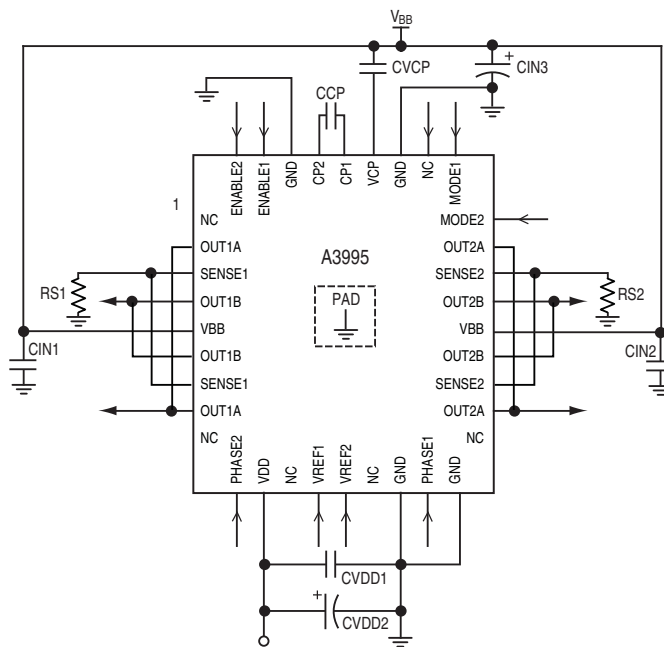 VBB
CVCP
+
CIN3
CCP
ENABLE2
ENABLE1
GND
CP2
CP1
VCP
GND
NC
MODE1
1
NC
MODE2
OUT1A
A3995
OUT2A
SENSE1
SENSE2
RS1
OUT1B
PAD
OUT2B
RS2
VBB
VBB
CIN1
OUT1B
OUT2B
CIN2
SENSE1
SENSE2
OUT1A
OUT2A
NC
NC
PHASE2
VDD
NC
VREF1
VREF2
NC
GND
PHASE1
GND
CVDD1
+
CVDD2